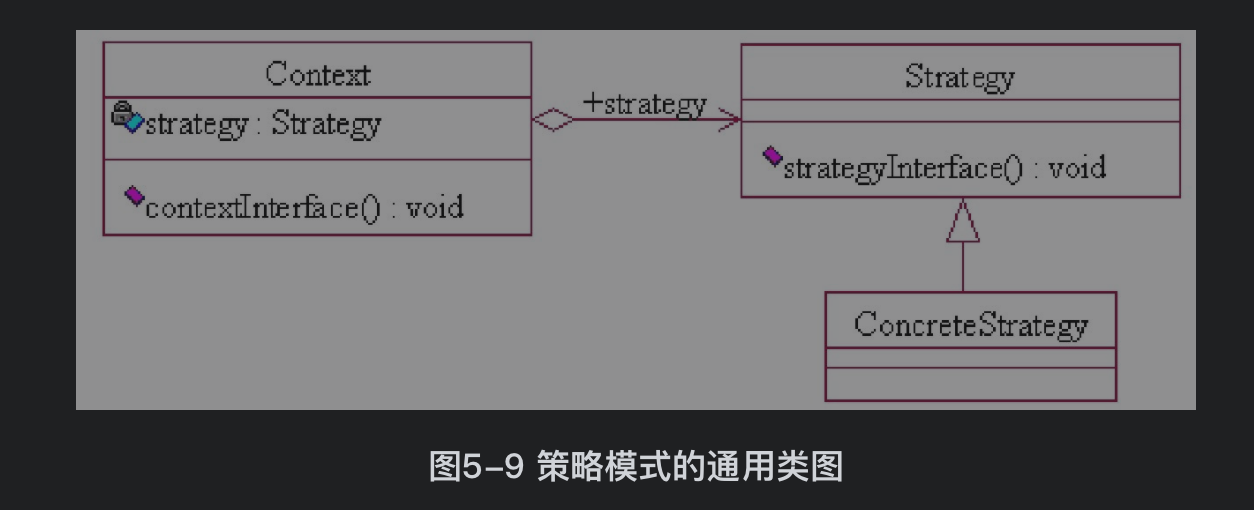 Context
strategy : Strategy
contextInterface() : void
+strategy
Strategy
strategyInterface() : void
ConcreteStrategy
图5-9 策略模式的通用类图